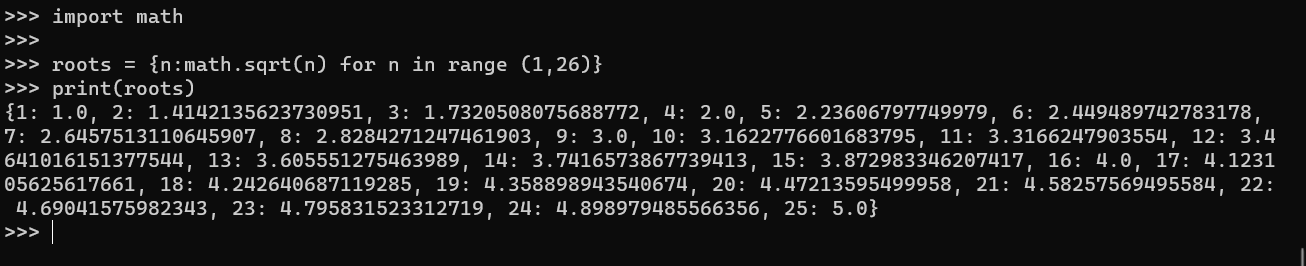 >>> import math
>>>
>>> roots = {n:math.sqrt(n) for n in range (1,26)}
>>> print(roots)
{1: 1.0, 2: 1.4142135623730951, 3: 1.7320508075688772, 4: 2.0, 5: 2.23606797749979, 6: 2.449489742783178,
7: 2.6457513110645907, 8: 2.8284271247461903, 9: 3.0, 10: 3.1622776601683795, 11: 3.3166247903554, 12: 3.4
641016151377544, 13: 3.605551275463989, 14: 3.7416573867739413, 15: 3.872983346207417, 16: 4.0, 17: 4.1231
05625617661, 18: 4.242640687119285, 19: 4.358898943540674, 20: 4.47213595499958, 21: 4.58257569495584, 22:
 4.69041575982343, 23: 4.795831523312719, 24: 4.898979485566356, 25: 5.0}
>>>